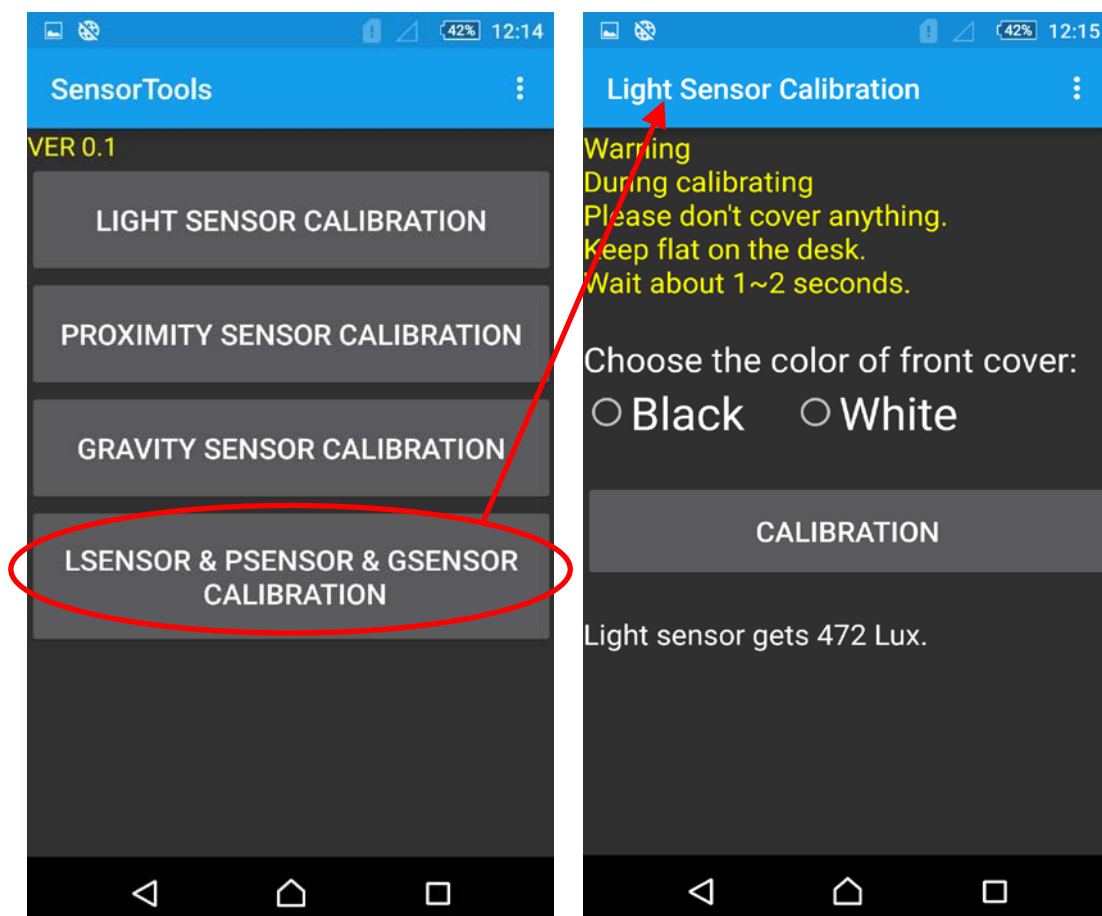 42% 12:14
SensorTools
VER 0.1
LIGHT SENSOR CALIBRATION
PROXIMITY SENSOR CALIBRATION
GRAVITY SENSOR CALIBRATION
LSENSOR & PSENSOR & GSENSOR
CALIBRATION
42% 12:15
Light Sensor Calibration
Warning
During calibrating
Please don't cover anything.
Keep flat on the desk.
Wait about 1~2 seconds.
Choose the color of front cover:
Black White
CALIBRATION
Light sensor gets 472 Lux.